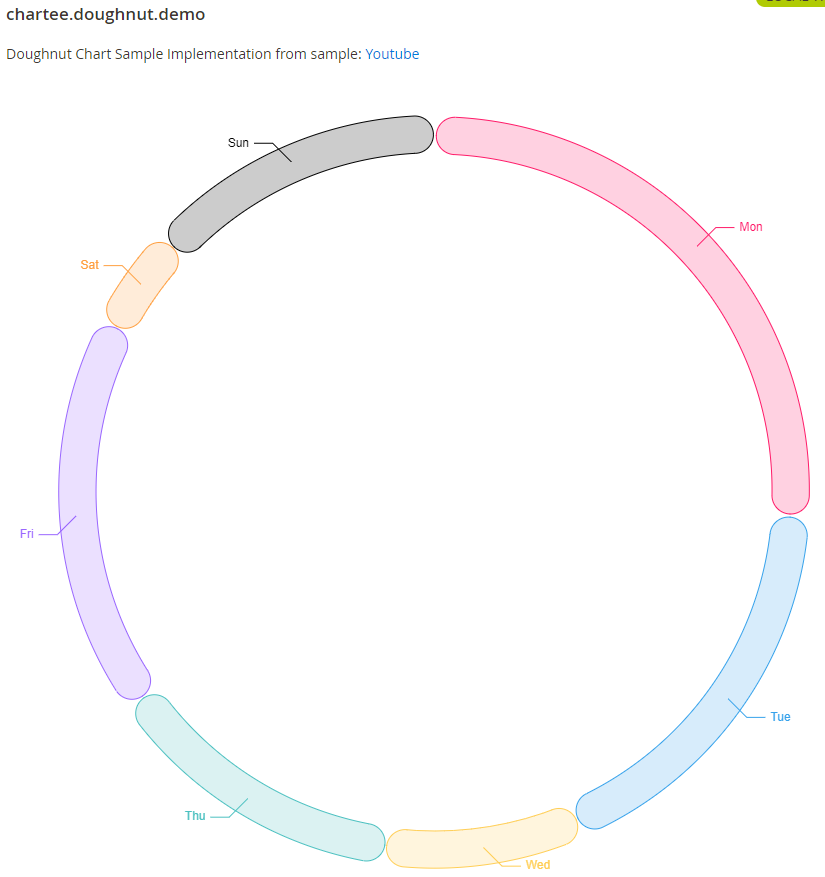 chartee.doughnut.demo
Doughnut Chart Sample Implementation from sample: Youtube
Sun
Mon
Sat
Fri
Tue
Thu
Wed